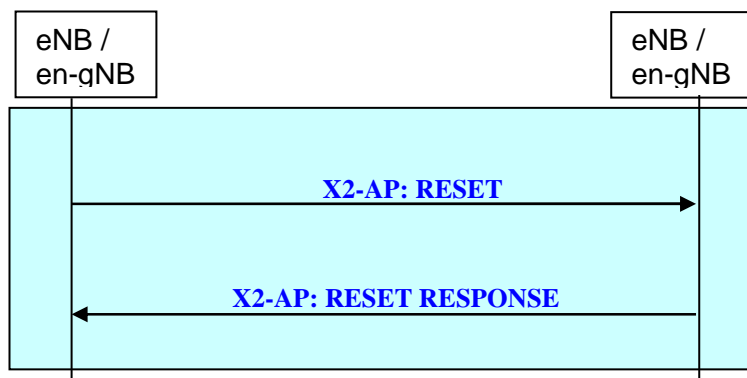 eNB /
en-gNB
eNB /
en-gNB
X2-AP: RESET
X2-AP: RESET RESPONSE